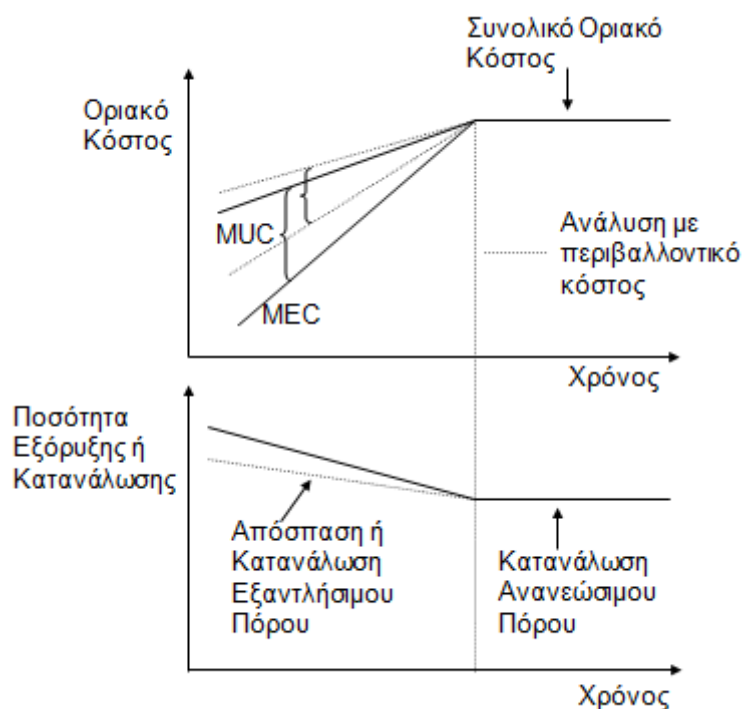 Συνολικό Οριακό
Κόστος
Οριακό
Κόστος
MUC
MEC
Ανάλυση με
περιβαλλοντικό
κόστος
Χρόνος
Ποσότητα
Εξόρυξης ή
Κατανάλωσης
Απόσπαση ή
Κατανάλωση
Εξαντλήσιμου
Πόρου
Κατανάλωση
Ανανεώσιμου
Πόρου
Χρόνος